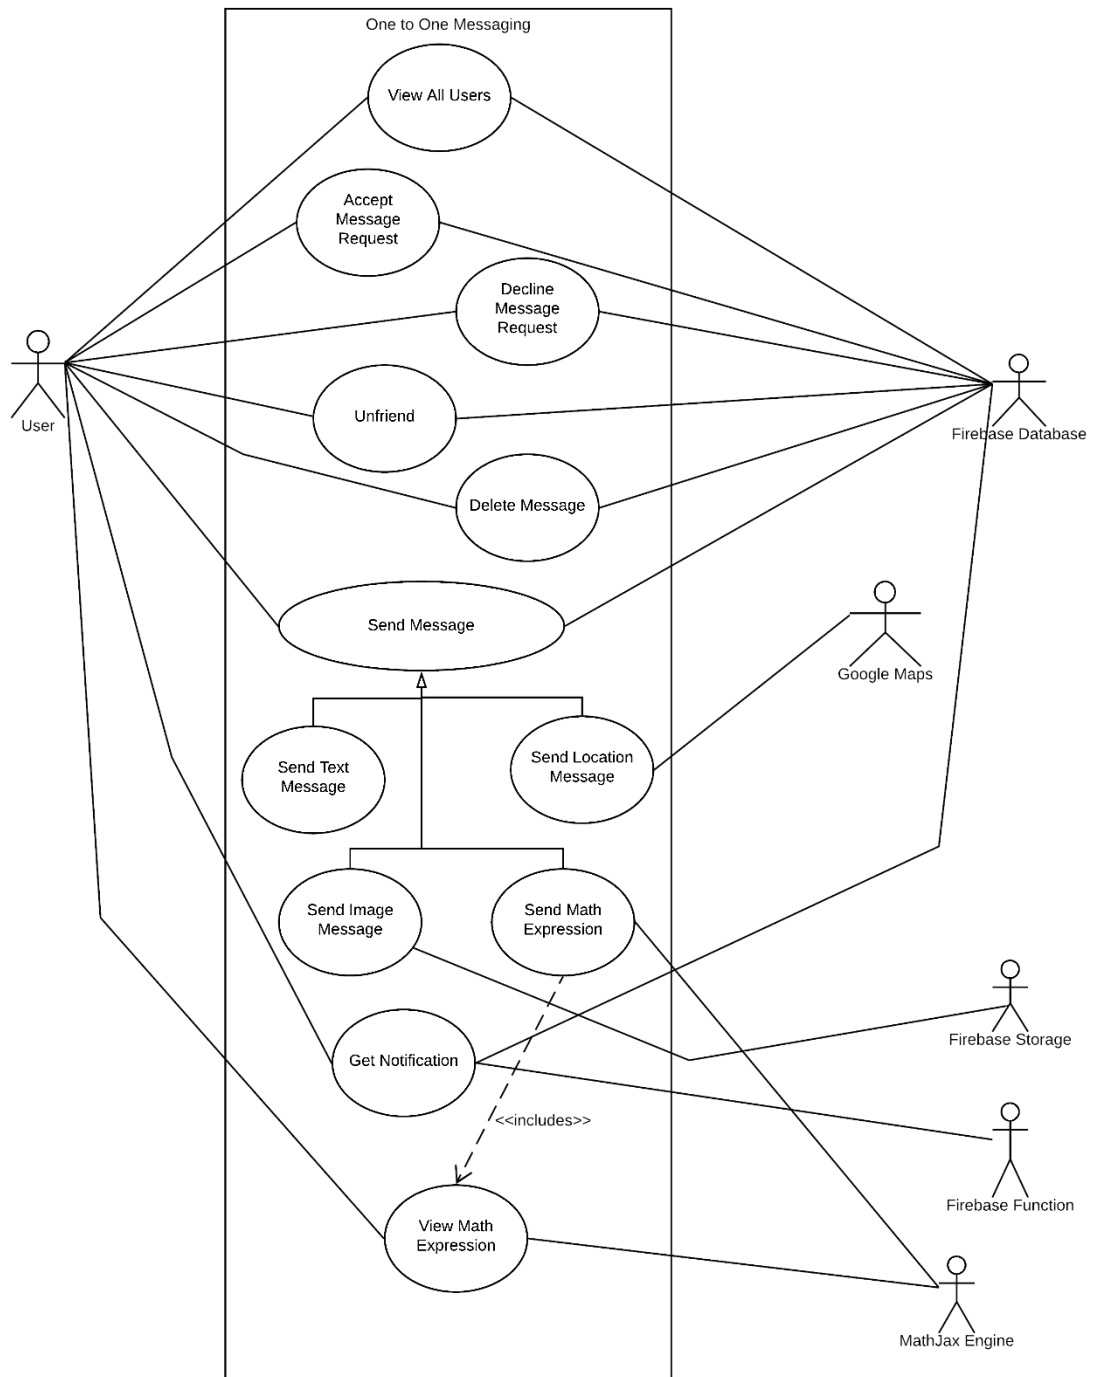 One to One Messaging
View All Users
Accept
Message
Request
Decline
Message
Request
User
Unfriend
Firebase Database
Delete Message
Send Message
Google Maps
Send Text
Message
Send Location
Message
Send Image
Message
Send Math
Expression
Firebase Storage
Get Notification
<<includes>>
Firebase Function
View Math
Expression
MathJax Engine